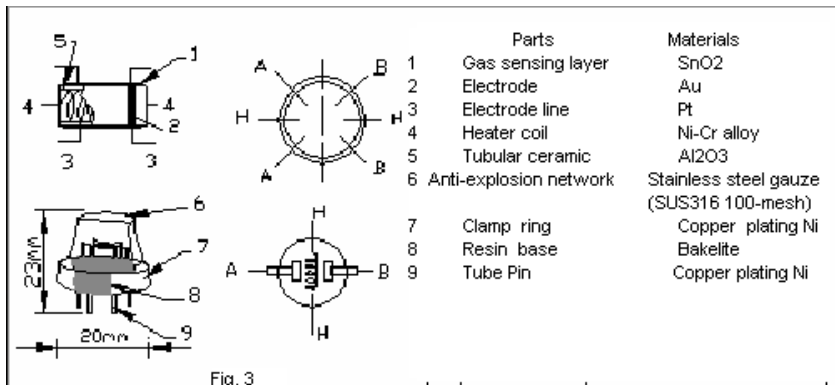 Parts Materials
1 Gas sensing layer SnO2
2 Electrode Au
3 Electrode line Pt
4 Heater coil Ni-Cr alloy
5 Tubular ceramic Al2O3
6 Anti-explosion network Stainless steel gauze
(SUS316 100-mesh)
7 Clamp ring Copper plating Ni
8 Resin base Bakelite
9 Tube Pin Copper plating Ni
5
1
4 4
2
3 3
A B
H H
A B
6
7
8
9
23mm
20mm
H
A B
H
Fig. 3